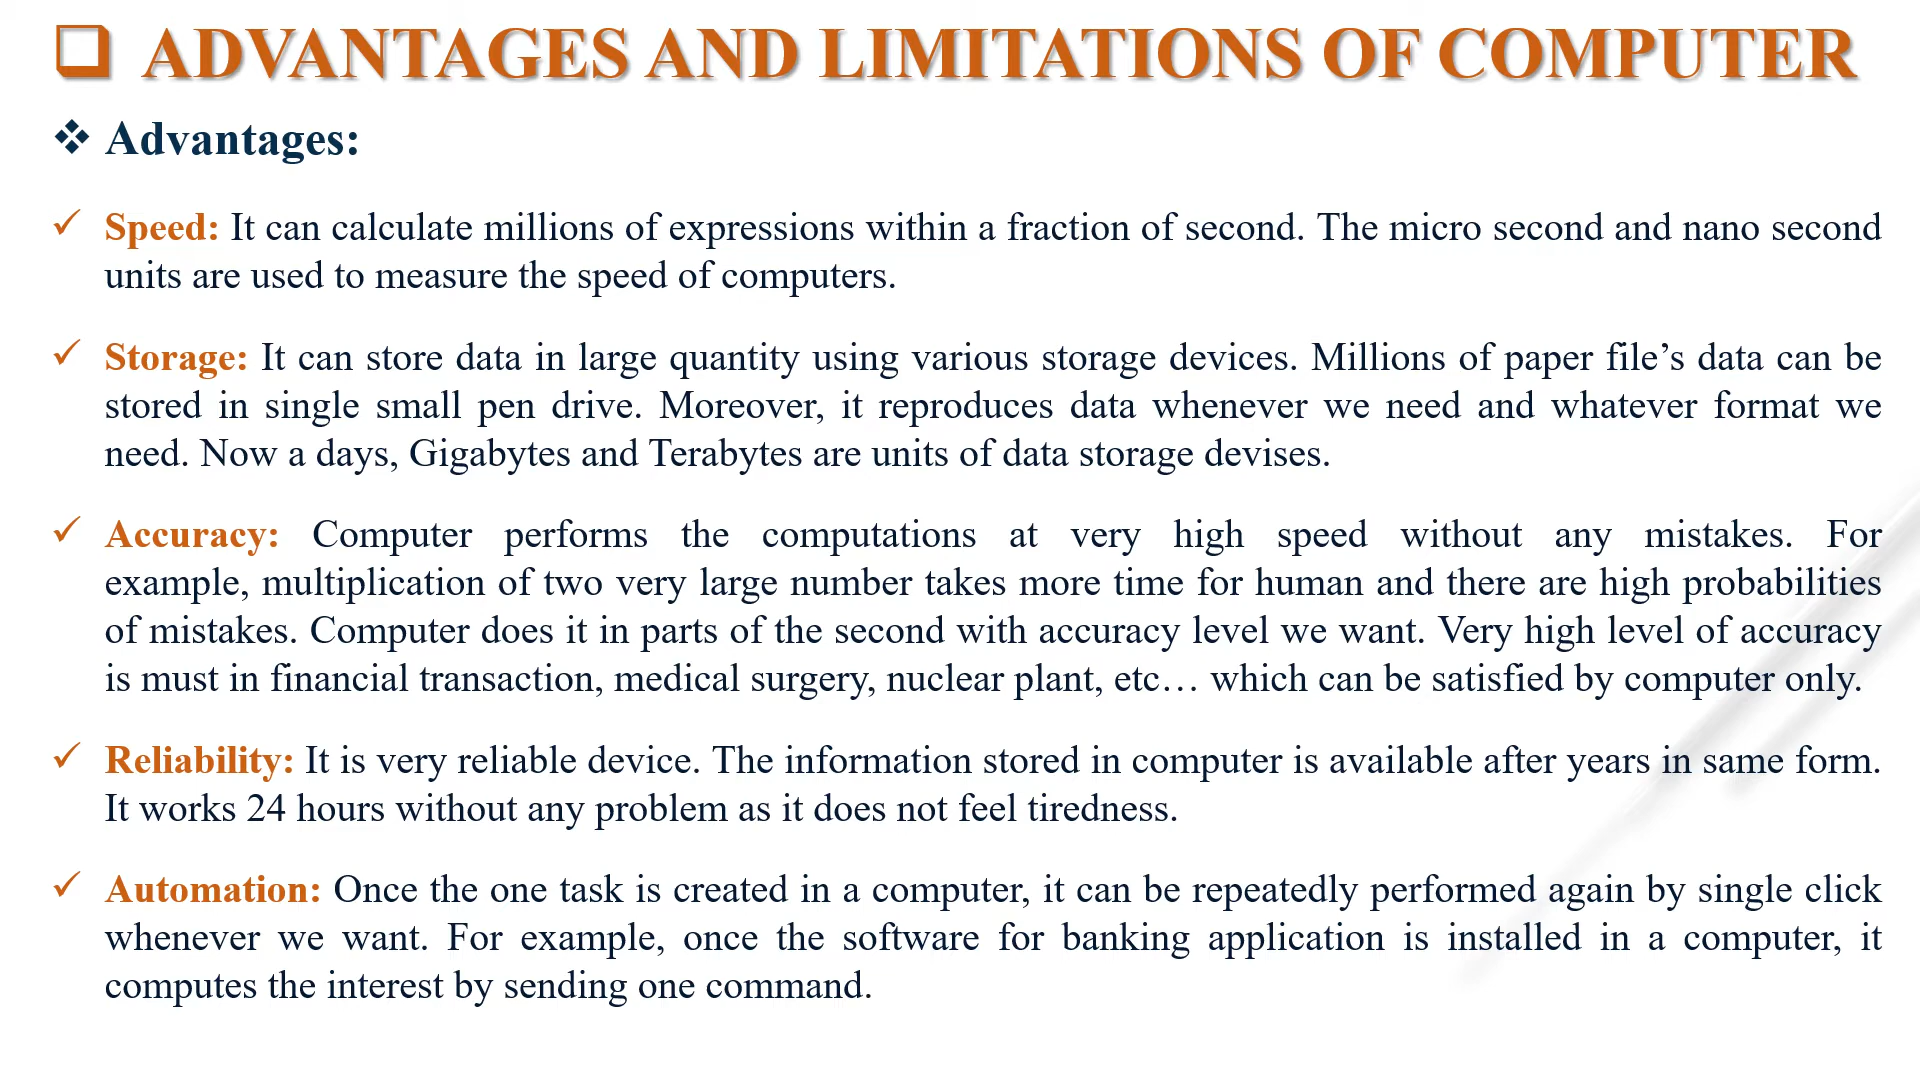 ADVANTAGES AND LIMITATIONS OF COMPUTER
Advantages:
Speed: It can calculate millions of expressions within a fraction of second. The micro second and nano second
units are used to measure the speed of computers.
Storage: It can store data in large quantity using various storage devices. Millions of paper file’s data can be
stored in single small pen drive. Moreover, it reproduces data whenever we need and whatever format we
need. Now a days, Gigabytes and Terabytes are units of data storage devises.
Accuracy: Computer performs the computations at very high speed without any mistakes. For
example, multiplication of two very large number takes more time for human and there are high probabilities
of mistakes. Computer does it in parts of the second with accuracy level we want. Very high level of accuracy
is must in financial transaction, medical surgery, nuclear plant, etc… which can be satisfied by computer only.
Reliability: It is very reliable device. The information stored in computer is available after years in same form.
It works 24 hours without any problem as it does not feel tiredness.
Automation: Once the one task is created in a computer, it can be repeatedly performed again by single click
whenever we want. For example, once the software for banking application is installed in a computer, it
computes the interest by sending one command.